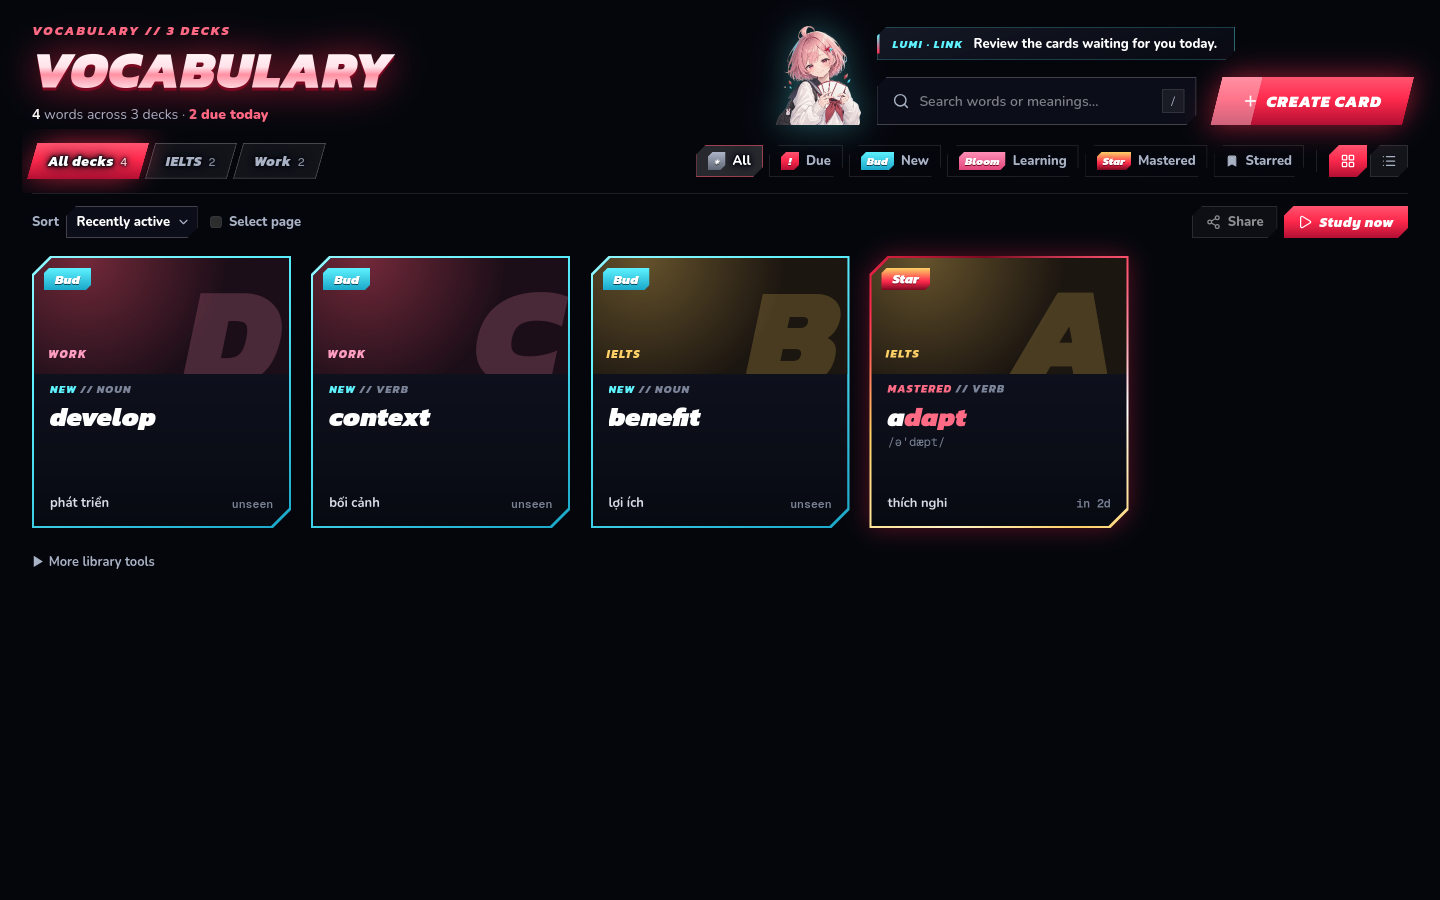 VOCABULARY // 3 DECKS
VOCABULARY
4 words across 3 decks · 2 due today
LUMI · LINK Review the cards waiting for you today.
Search words or meanings... /
+ CREATE CARD
All decks 4 IELTS 2 Work 2
All ! Due Bud New Bloom Learning Star Mastered Starred
Sort Recently active Select page
Share Study now
Bud
D
WORK
NEW // NOUN
develop
phát triển unseen
Bud
C
WORK
NEW // VERB
context
bối cảnh unseen
Bud
B
IELTS
NEW // NOUN
benefit
lợi ích unseen
Star
A
IELTS
MASTERED // VERB
adapt
/əˈdæpt/
thích nghi in 2d
More library tools